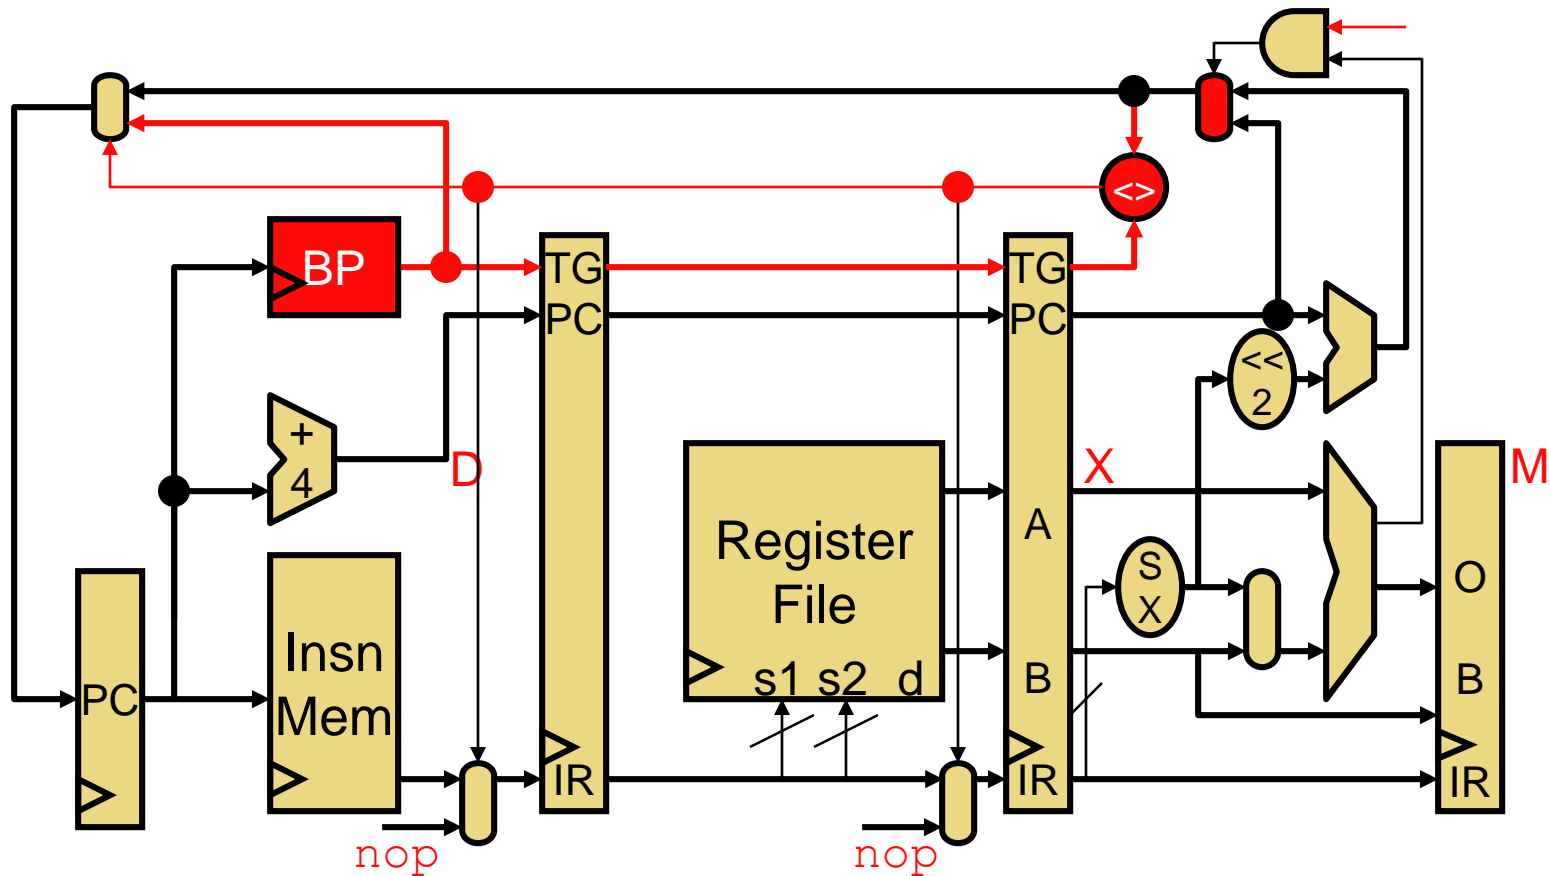 <>
BP
TG
TG
PC
PC
<<
2
+
4
D
X
M
Register
File
A
S
X
O
Insn
Mem
PC
s1 s2 d
B
B
IR
IR
IR
nop
nop